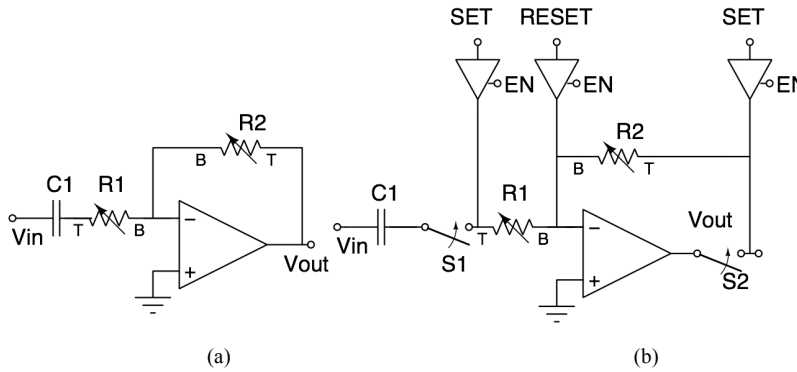 SET RESET SET
EN EN EN
R2
B T
C1 R1
T B
Vin
−
+
Vout
(a)
R2
B T
C1 R1
T B
Vin
S1
−
+
Vout
S2
(b)